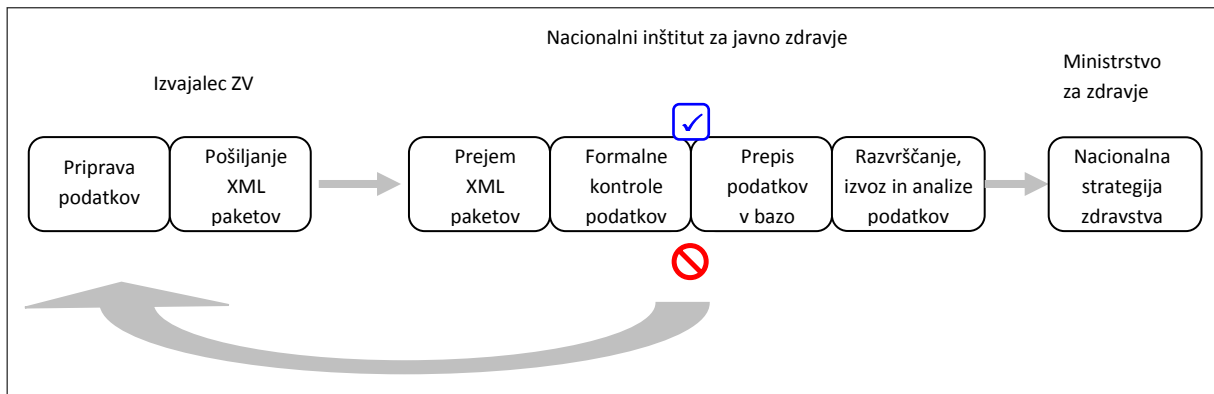 Nacionalni inštitut za javno zdravje
Izvajalec ZV
Ministrstvo
za zdravje
Priprava
podatkov
Pošiljanje
XML
paketov
Prejem
XML
paketov
Formalne
kontrole
podatkov
Prepis
podatkov
v bazo
Razvrščanje,
izvoz in analize
podatkov
Nacionalna
strategija
zdravstva